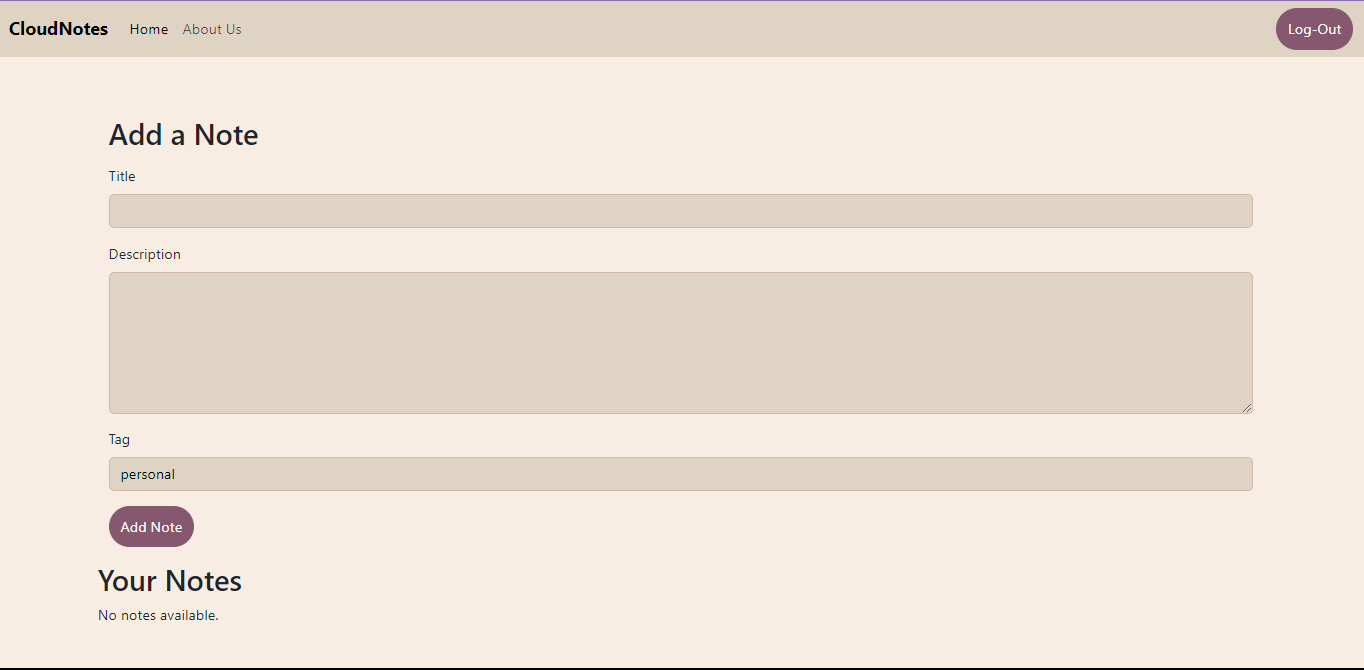 CloudNotes Home About Us Log-Out
Add a Note
Title
Description
Tag
personal
Add Note
Your Notes
No notes available.